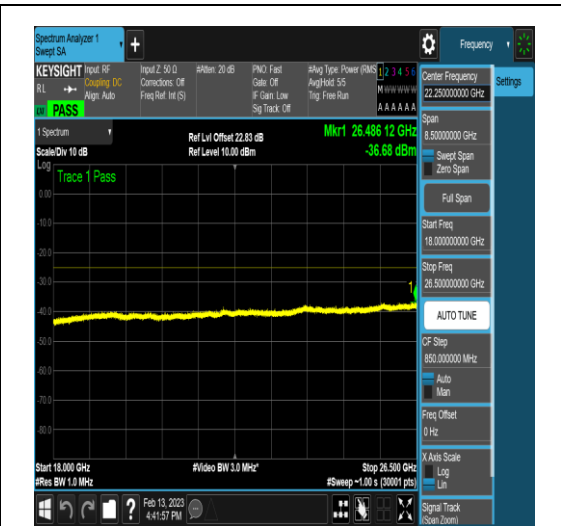 Spectrum Analyzer 1
Swept SA
+
Frequency
KEYSIGHT
RL
PASS
Input: RF
Coupling: DC
Align: Auto
Input Z: 50 Ω
Corrections: Off
Freq Ref: Int (S)
#Atten: 20 dB
PNO: Fast
Gate: Off
IF Gain: Low
Sig Track: Off
#Avg Type: Power (RMS
Avg|Hold: 5/5
Trig: Free Run
1 2 3 4 5 6
M W W W W W
A A A A A A
1 Spectrum
Scale/Div 10 dB
Ref Lvl Offset 22.83 dB
Ref Level 10.00 dBm
Mkr1 26.486 12 GHz
-36.68 dBm
Log
Trace 1 Pass
0.00
-10.0
-20.0
-30.0
-40.0
-50.0
-60.0
-70.0
-80.0
1
Start 18.000 GHz
#Res BW 1.0 MHz
#Video BW 3.0 MHz*
Stop 26.500 GHz
#Sweep ~1.00 s (30001 pts)
?
Feb 13, 2023
4:41:57 PM
Center Frequency
22.250000000 GHz
Span
8.50000000 GHz
Swept Span
Zero Span
Full Span
Start Freq
18.000000000 GHz
Stop Freq
26.500000000 GHz
AUTO TUNE
CF Step
850.000000 MHz
Auto
Man
Freq Offset
0 Hz
X Axis Scale
Log
Lin
Signal Track
(Span Zoom)
Settings